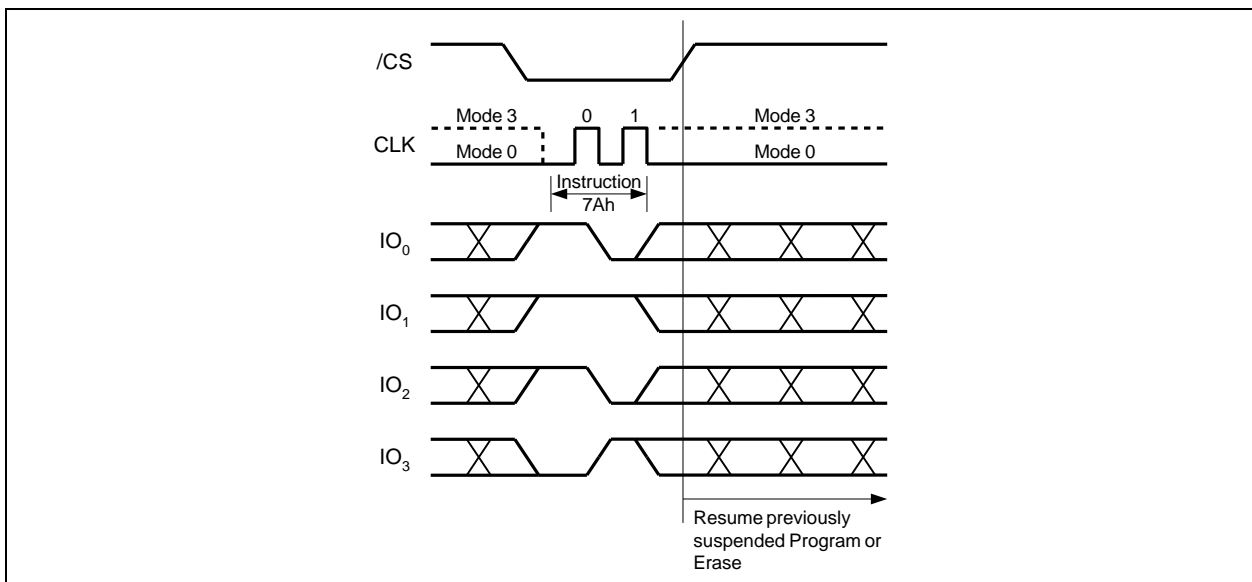 /CS
Mode 3 0 1 Mode 3
CLK
Mode 0 Mode 0
Instruction
7Ah
IO0
IO1
IO2
IO3
Resume previously
suspended Program or
Erase